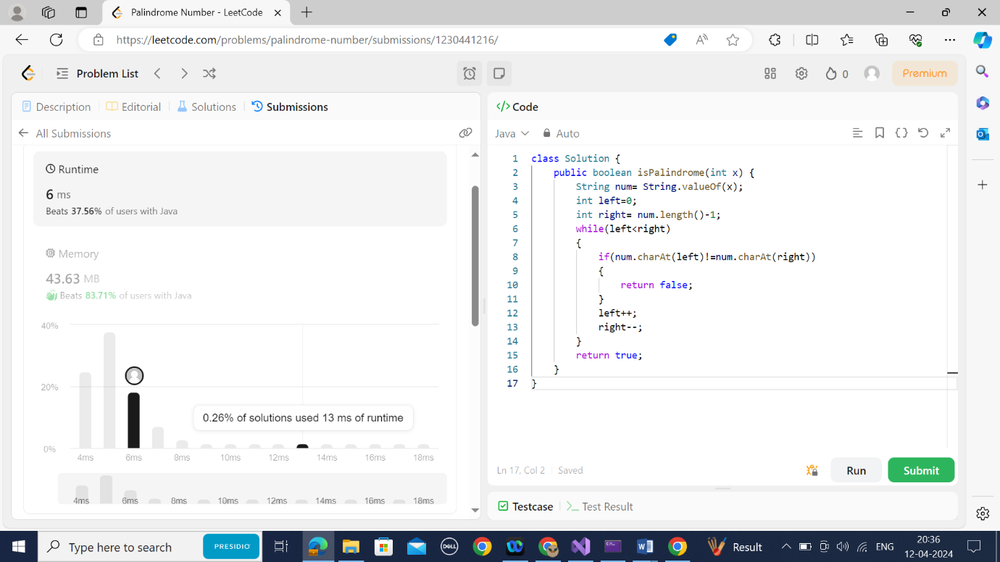 Palindrome Number - LeetCode
https://leetcode.com/problems/palindrome-number/submissions/1230441216/
Problem List
0
Premium
Description
Editorial
Solutions
Submissions
All Submissions
Runtime
6 ms
Beats 37.56% of users with Java
Memory
43.63 MB
Beats 83.71% of users with Java
40%
20%
0%
0.26% of solutions used 13 ms of runtime
4ms 6ms 8ms 10ms 12ms 14ms 16ms 18ms
4ms 6ms 8ms 10ms 12ms 14ms 16ms 18ms
</> Code
Java
Auto
1 class Solution {
2 public boolean isPalindrome(int x) {
3 String num= String.valueOf(x);
4 int left=0;
5 int right= num.length()-1;
6 while(left<right)
7 {
8 if(num.charAt(left)!=num.charAt(right))
9 {
10 return false;
11 }
12 left++;
13 right--;
14 }
15 return true;
16 }
17 }
Ln 17, Col 2
Saved
Run
Submit
Testcase
Test Result
Type here to search
PRESIDIO
DELL
Result
ENG
20:36
12-04-2024